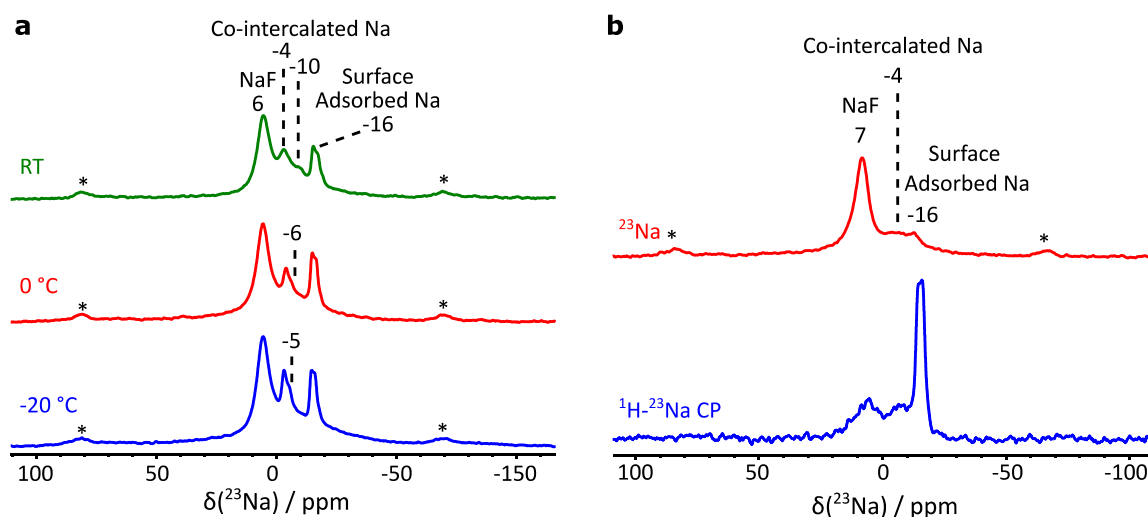 a
Co-intercalated Na
-4
-10
NaF
6
Surface
Adsorbed Na
-16
RT
*
*
-6
0 °C
*
*
-5
-20 °C
*
*
100 50 0 -50 -100 -150
δ(²³Na) / ppm
b
Co-intercalated Na
-4
NaF
7
Surface
Adsorbed Na
-16
²³Na
*
*
¹H-²³Na CP
100 50 0 -50 -100
δ(²³Na) / ppm